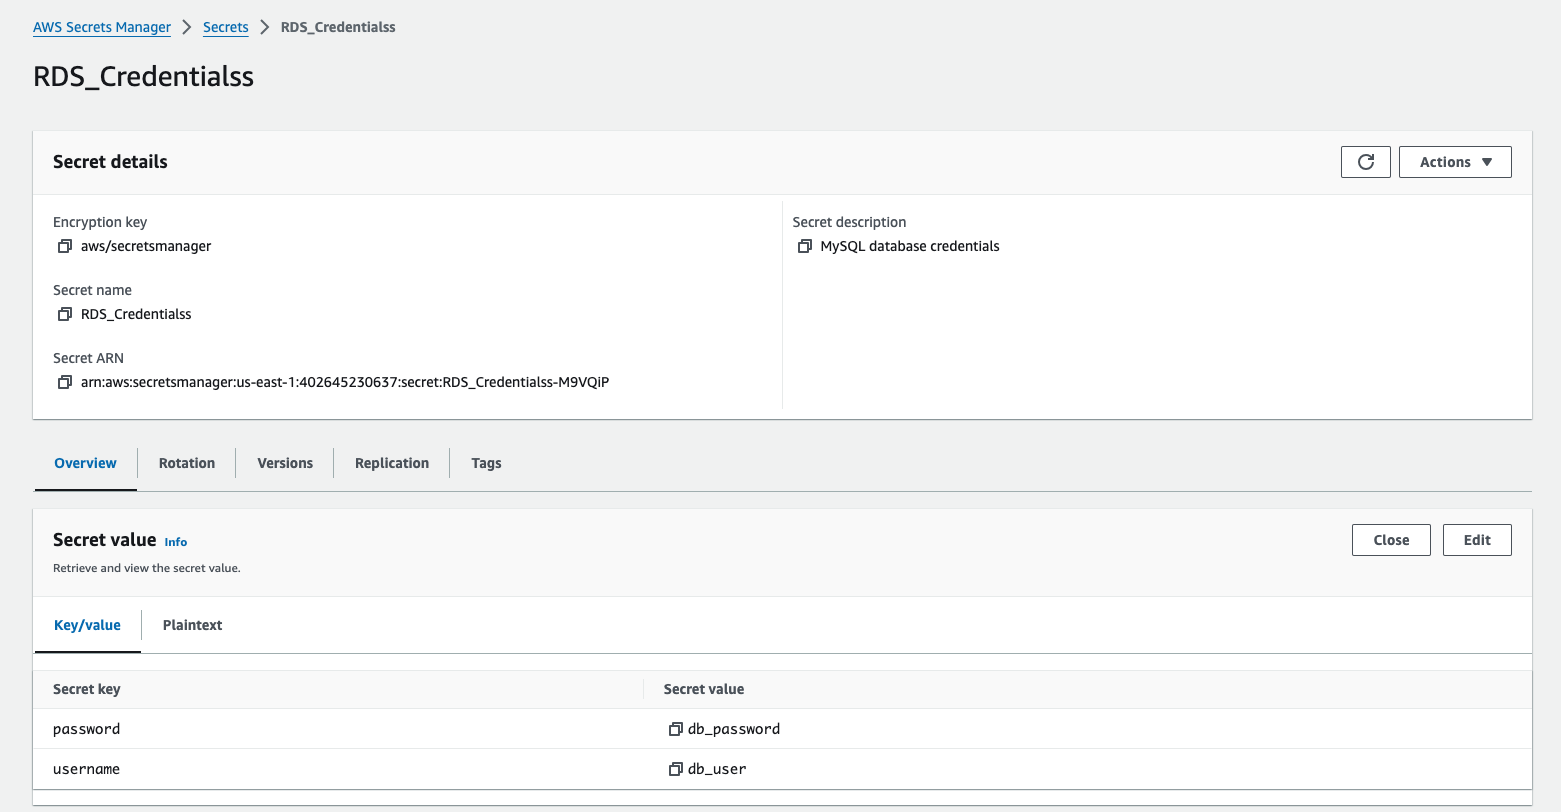 AWS Secrets Manager > Secrets > RDS_Credentialss
RDS_Credentialss
Secret details
Actions
Encryption key
aws/secretsmanager
Secret description
MySQL database credentials
Secret name
RDS_Credentialss
Secret ARN
arn:aws:secretsmanager:us-east-1:402645230637:secret:RDS_Credentialss-M9VQiP
Overview Rotation Versions Replication Tags
Secret value Info
Retrieve and view the secret value.
Close Edit
Key/value Plaintext
Secret key Secret value
password db_password
username db_user